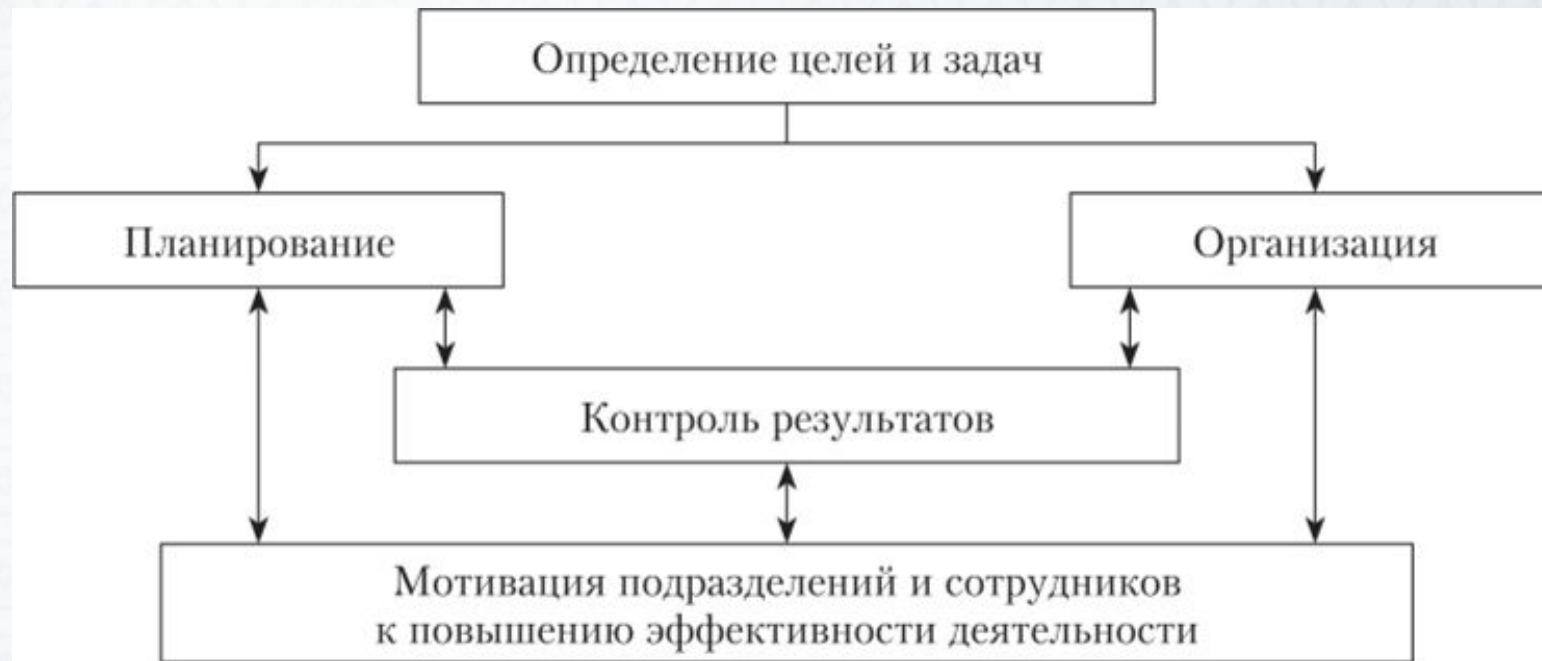 Определение целей и задач
Планирование
Организация
Контроль результатов
Мотивация подразделений и сотрудников
к повышению эффективности деятельности